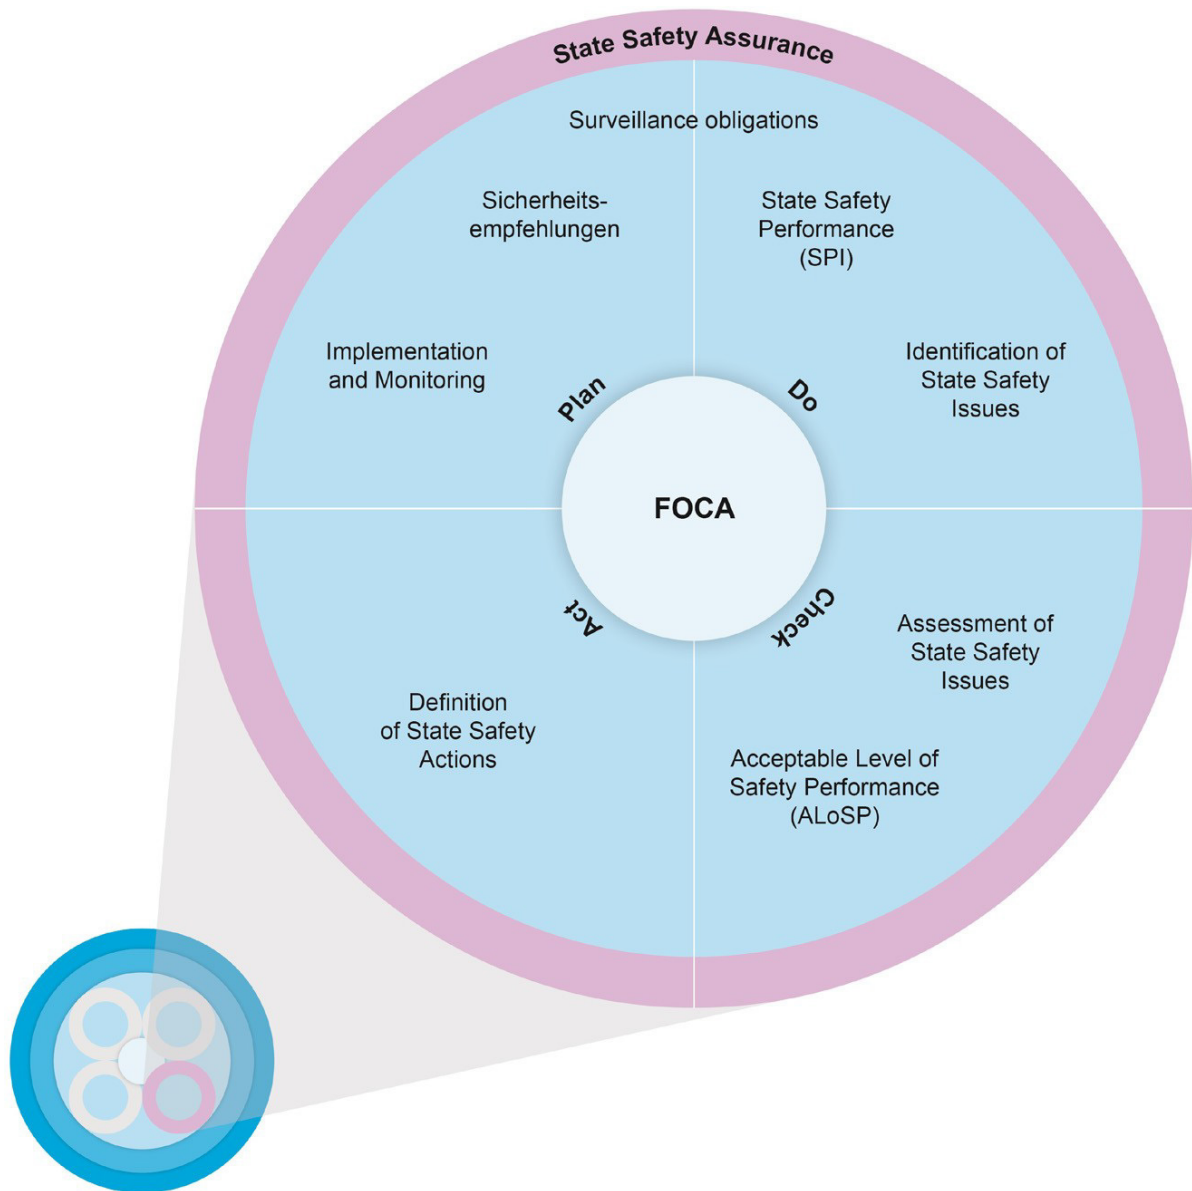 State Safety Assurance
Surveillance obligations
Sicherheits-
empfehlungen
State Safety
Performance
(SPI)
Implementation
and Monitoring
Identification of
State Safety
Issues
Plan
Do
FOCA
Act
Check
Assessment of
State Safety
Issues
Definition
of State Safety
Actions
Acceptable Level of
Safety Performance
(ALoSP)